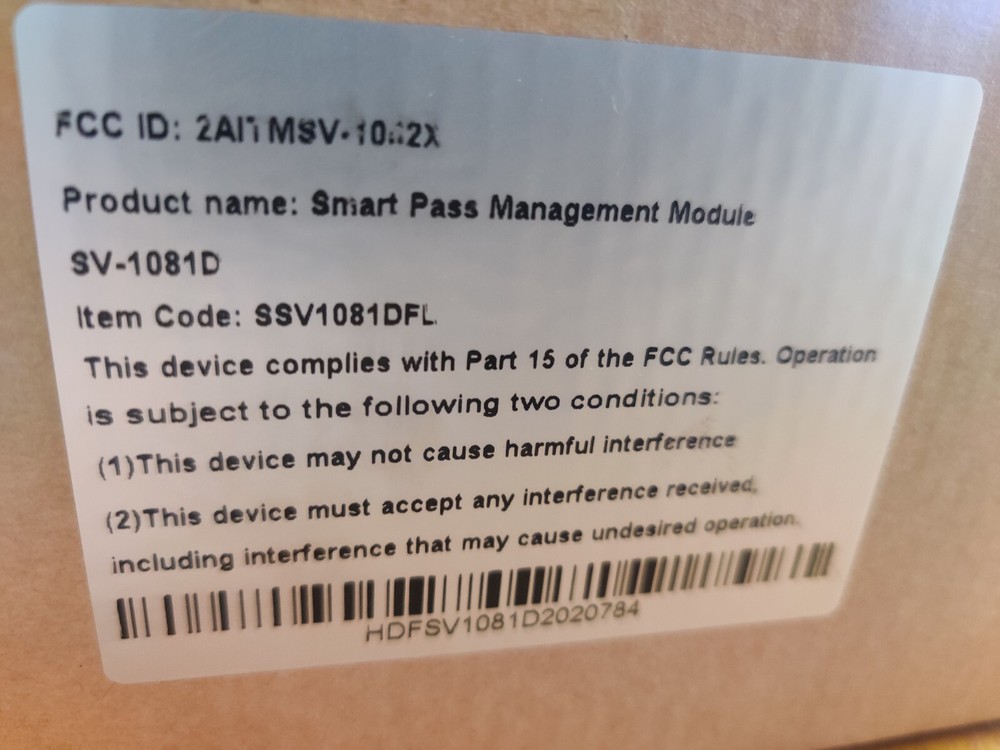 FCC ID:
Product name: Smart Pass Management Module
SV-1081D
Item Code: SSV1081DFL
This device complies with Part 15 of the FCC Rules. Operation
is subject to the following two conditions:
(1)This device may not cause harmful interference
(2)This device must accept any interference received,
including interference that may cause undesired operation.
HDFSV1081D2020784